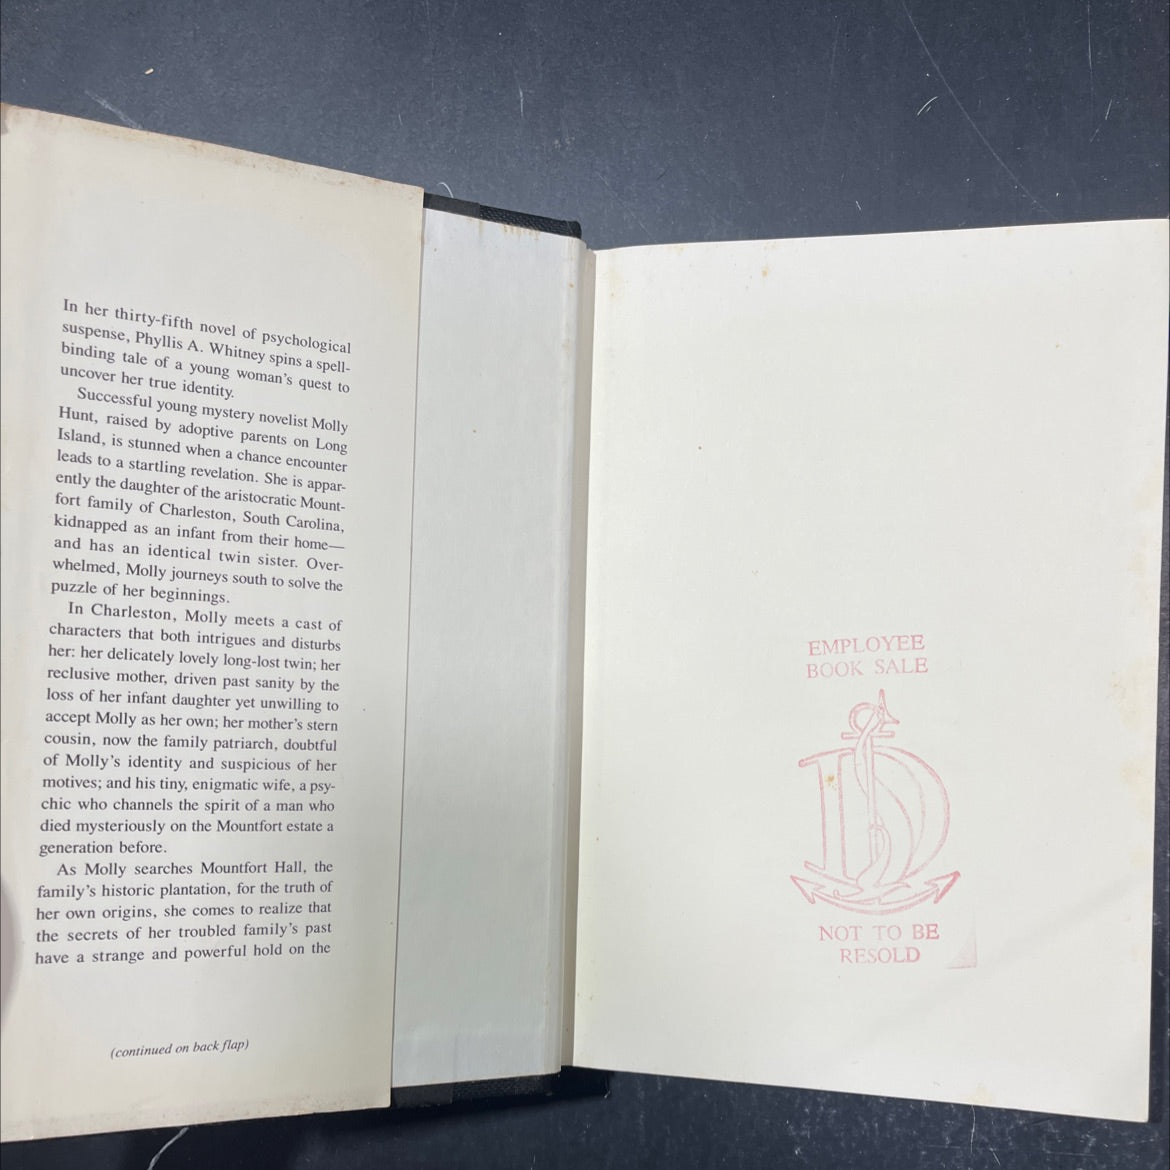 In her thirty-fifth novel of psychological
suspense, Phyllis A. Whitney spins a spell-
binding tale of a young woman's quest to
uncover her true identity.
Successful young mystery novelist Molly
Hunt, raised by adoptive parents on Long
Island, is stunned when a chance encounter
leads to a startling revelation. She is appar-
ently the daughter of the aristocratic Mount-
fort family of Charleston, South Carolina,
kidnapped as an infant from their home—
and has an identical twin sister. Over-
whelmed, Molly journeys south to solve the
puzzle of her beginnings.
In Charleston, Molly meets a cast of
characters that both intrigues and disturbs
her: her delicately lovely long-lost twin; her
reclusive mother, driven past sanity by the
loss of her infant daughter yet unwilling to
accept Molly as her own; her mother's stern
cousin, now the family patriarch, doubtful
of Molly's identity and suspicious of her
motives; and his tiny, enigmatic wife, a psy-
chic who channels the spirit of a man who
died mysteriously on the Mountfort estate a
generation before.
As Molly searches Mountfort Hall, the
family's historic plantation, for the truth of
her own origins, she comes to realize that
the secrets of her troubled family's past
have a strange and powerful hold on the
(continued on back flap)
EMPLOYEE
BOOK SALE
D
NOT TO BE
RESOLD